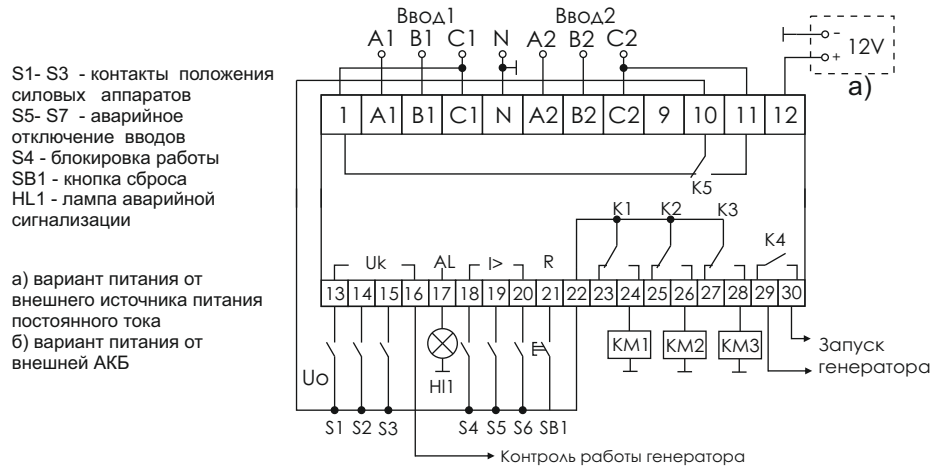 Ввод1 Ввод2
A1 B1 C1 N A2 B2 C2
- 12V
+
а)
S1- S3 - контакты положения
силовых аппаратов
S5- S7 - аварийное
отключение вводов
S4 - блокировка работы
SB1 - кнопка сброса
HL1 - лампа аварийной
сигнализации
1 A1 B1 C1 N A2 B2 C2 9 10 11 12
K5
K1 K2 K3
K4
Uk AL I> R
13 14 15 16 17 18 19 20 21 22 23 24 25 26 27 28 29 30
а) вариант питания от
внешнего источника питания
постоянного тока
б) вариант питания от
внешней АКБ
KM1 KM2 KM3
Запуск
генератора
Uo
Hl1
S1 S2 S3 S4 S5 S6 SB1
Контроль работы генератора